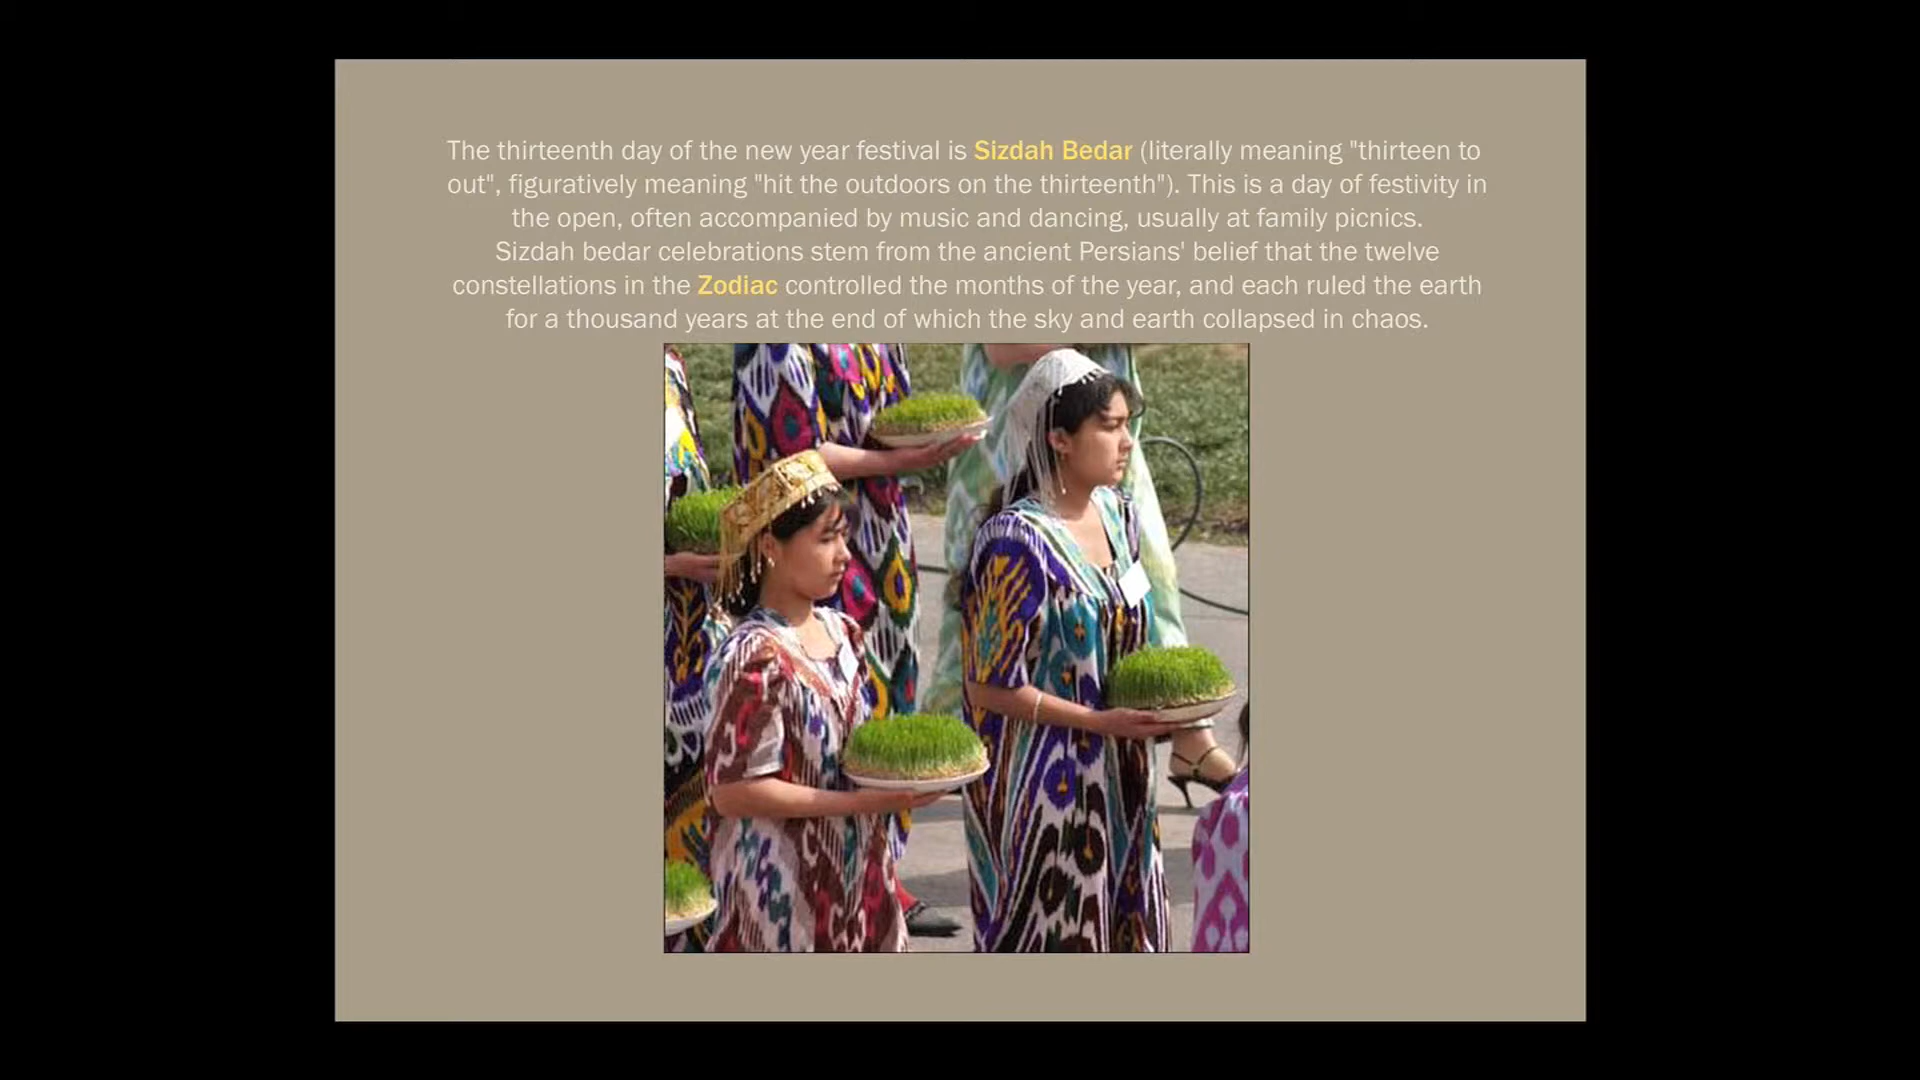 The thirteenth day of the new year festival is Sizdah Bedar (literally meaning "thirteen to
out", figuratively meaning "hit the outdoors on the thirteenth"). This is a day of festivity in
the open, often accompanied by music and dancing, usually at family picnics.
Sizdah bedar celebrations stem from the ancient Persians' belief that the twelve
constellations in the Zodiac controlled the months of the year, and each ruled the earth
for a thousand years at the end of which the sky and earth collapsed in chaos.